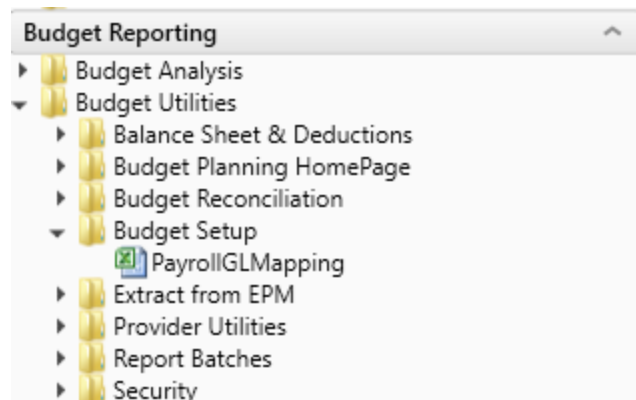 Budget Reporting
Budget Analysis
Budget Utilities
Balance Sheet & Deductions
Budget Planning HomePage
Budget Reconciliation
Budget Setup
PayrollGLMapping
Extract from EPM
Provider Utilities
Report Batches
Security